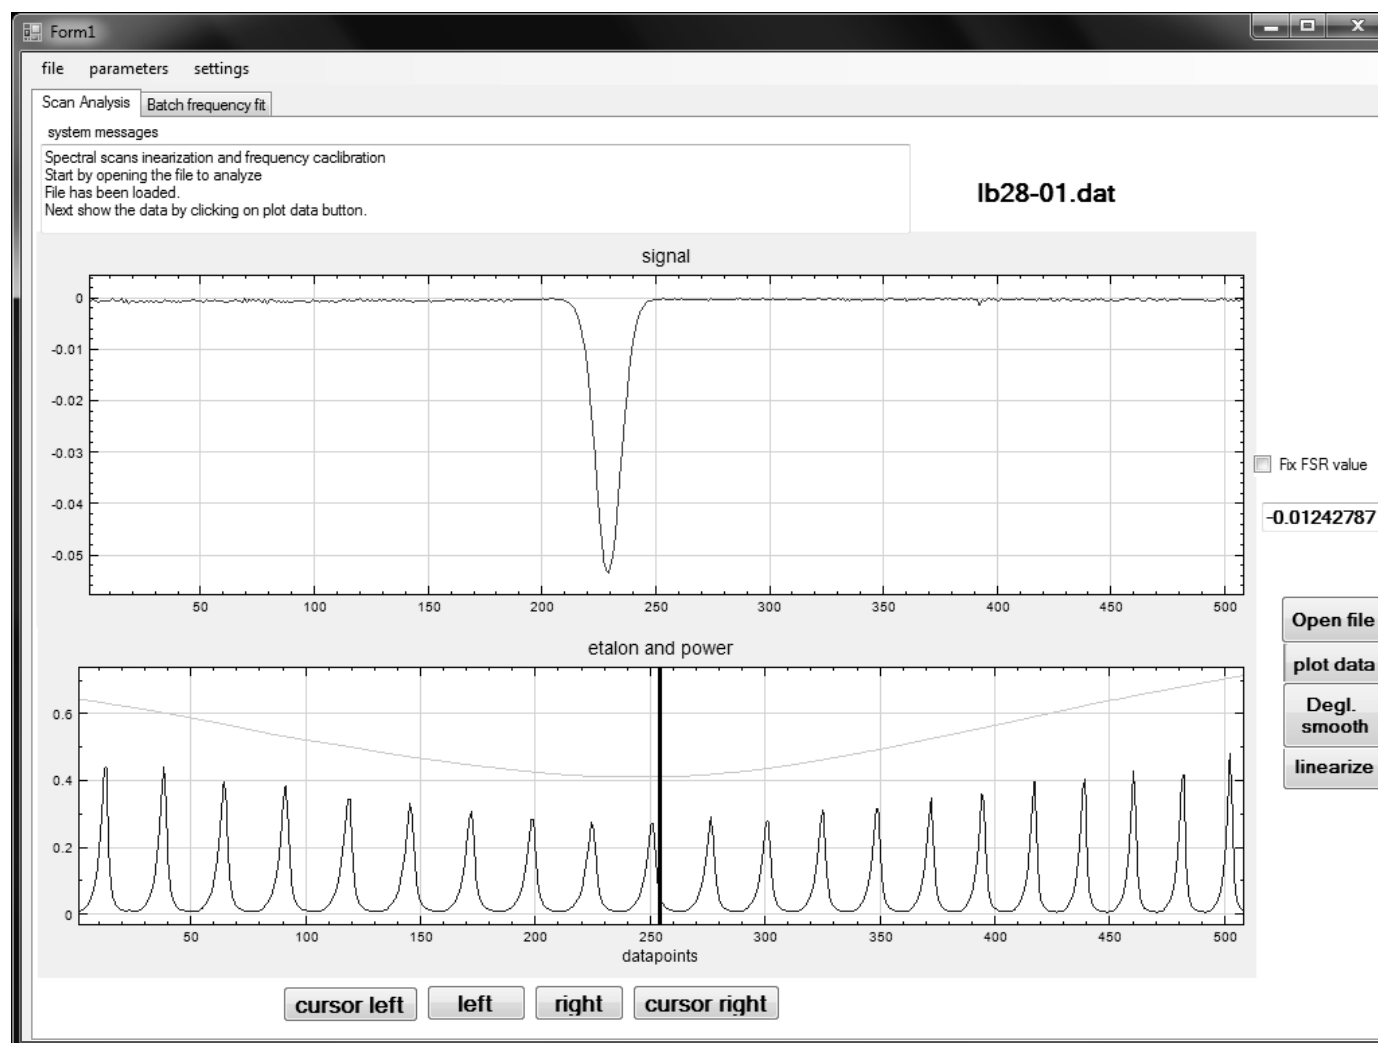 Form1
file parameters settings
Scan Analysis Batch frequency fit
system messages
Spectral scans inearization and frequency caclibration
Start by opening the file to analyze
File has been loaded.
Next show the data by clicking on plot data button.
lb28-01.dat
signal
0
-0.01
-0.02
-0.03
-0.04
-0.05
50 100 150 200 250 300 350 400 450 500
Fix FSR value
-0.01242787
Open file
plot data
Degl.
smooth
linearize
etalon and power
0.6
0.4
0.2
0
50 100 150 200 250 300 350 400 450 500
datapoints
cursor left left right cursor right